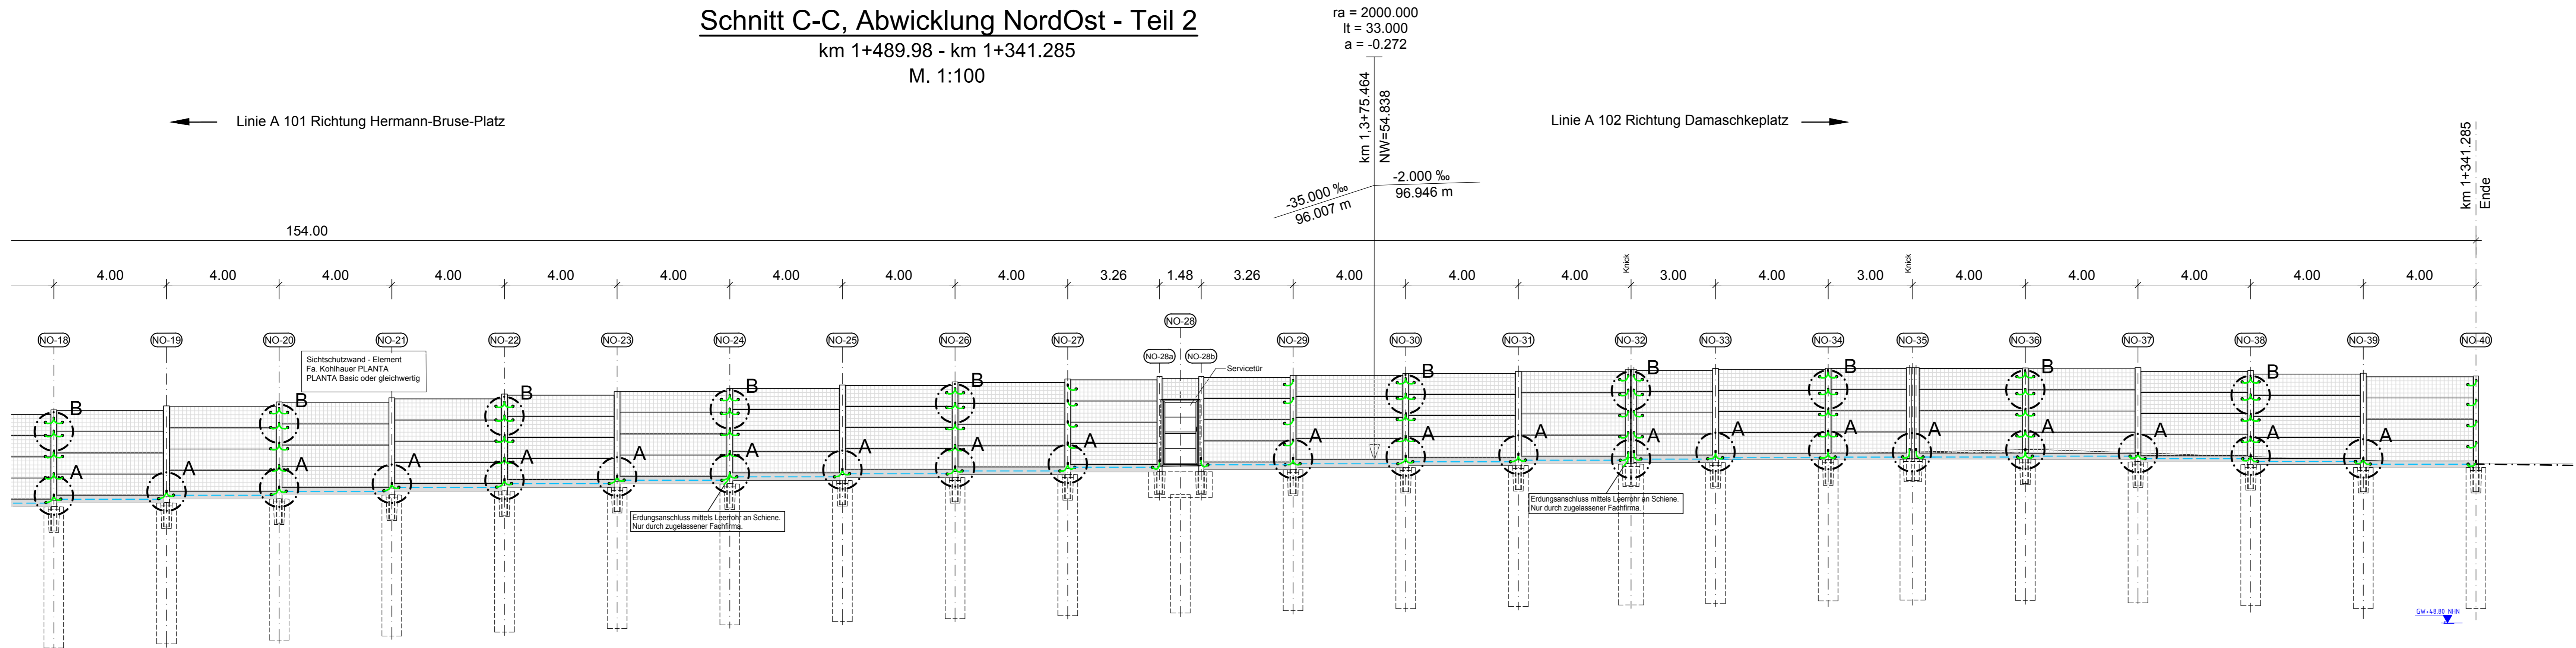 Schnitt C-C, Abwicklung NordOst - Teil 2
km 1+489.98 - km 1+341.285
M. 1:100
ra = 2000.000
lt = 33.000
a = -0.272
km 1,3+75.464
NW=54.838
Linie A 101 Richtung Hermann-Bruse-Platz
Linie A 102 Richtung Damaschkeplatz
km 1+341.285
Ende
-35.000 ‰
96.007 m
-2.000 ‰
96.946 m
154.00
4.00 4.00 4.00 4.00 4.00 4.00 4.00 4.00 4.00 3.26 1.48 3.26 4.00 4.00 4.00 Knick 3.00 4.00 3.00 Knick 4.00 4.00 4.00 4.00 4.00
NO-28
NO-18 NO-19 NO-20 NO-21 NO-22 NO-23 NO-24 NO-25 NO-26 NO-27 NO-28a NO-28b NO-29 NO-30 NO-31 NO-32 NO-33 NO-34 NO-35 NO-36 NO-37 NO-38 NO-39 NO-40
Sichtschutzwand - Element
Fa. Kohlhauer PLANTA
PLANTA Basic oder gleichwertig
Servicetür
B B B B B B B B B B
A A A A A A A A A A A A A A A A A A A A
Erdungsanschluss mittels Leerrohr an Schiene.
Nur durch zugelassener Fachfirma.
Erdungsanschluss mittels Leerrohr an Schiene.
Nur durch zugelassener Fachfirma.
GW+48.80 NHN